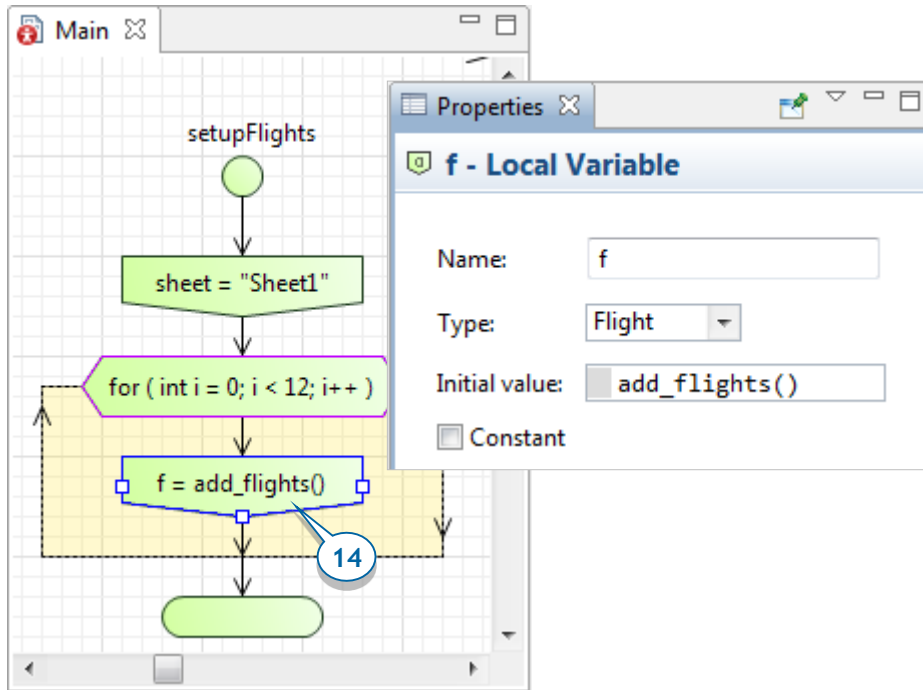 Main
setupFlights
sheet = "Sheet1"
for ( int i = 0; i < 12; i++ )
f = add_flights()
14
Properties
f - Local Variable
Name: f
Type: Flight
Initial value: add_flights()
Constant